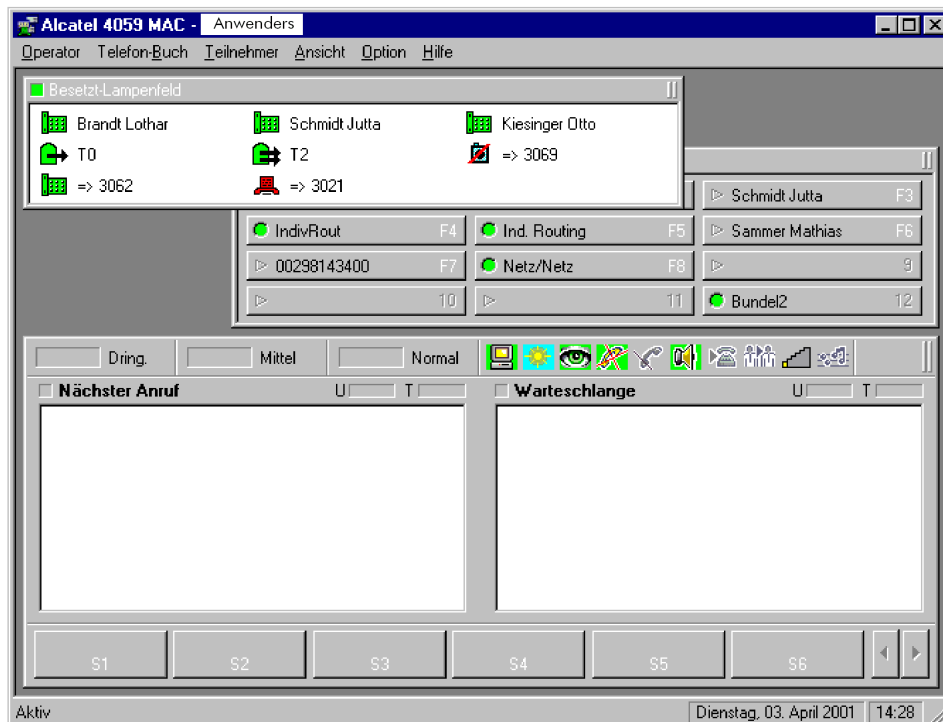 Alcatel 4059 MAC - Anwenders
Operator Telefon-Buch Teilnehmer Ansicht Option Hilfe
Besetzt-Lampenfeld
Brandt Lothar Schmidt Jutta Kiesinger Otto
T0 T2 => 3069
=> 3062 => 3021
Schmidt Jutta F3
IndivRout F4 Ind. Routing F5 Sammer Mathias F6
00298143400 F7 Netz/Netz F8 9
10 11 Bundel2 12
Dring. Mittel Normal
Nächster Anruf U T Warteschlange U T
S1 S2 S3 S4 S5 S6
Aktiv Dienstag, 03. April 2001 14:28